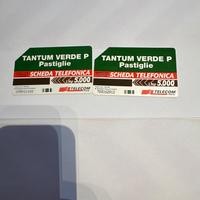 TANTUM VERDE P
Pastiglie
SCHEDA TELEFONICA
5.000
TELECOM
TANTUM VERDE P
Pastiglie
SCHEDA TELEFONICA
5.000
TELECOM